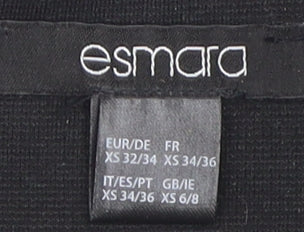 esmara
EUR/DE FR
XS 32/34 XS 34/36
IT/ES/PT GB/IE
XS 34/36 XS 6/8